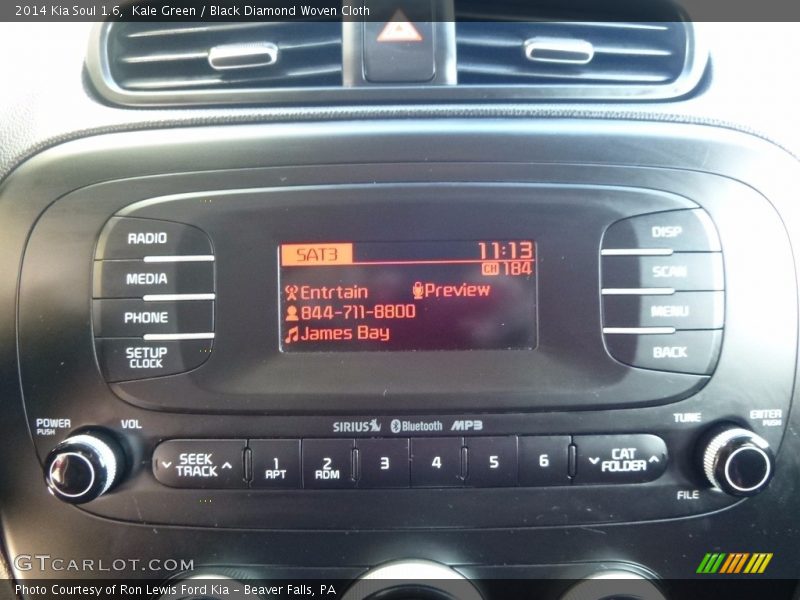 2014 Kia Soul 1.6,  Kale Green / Black Diamond Woven Cloth
RADIO
MEDIA
PHONE
SETUP
CLOCK
SAT3
11:13
CH 184
Entrtain
Preview
844-711-8800
James Bay
DISP
SCAN
MENU
BACK
POWER
PUSH
VOL
SIRIUS
Bluetooth
MP3
TUNE
ENTER
PUSH
SEEK
TRACK
1
RPT
2
RDM
3
4
5
6
CAT
FOLDER
FILE
GTCARLOT.COM
Photo Courtesy of Ron Lewis Ford Kia - Beaver Falls, PA